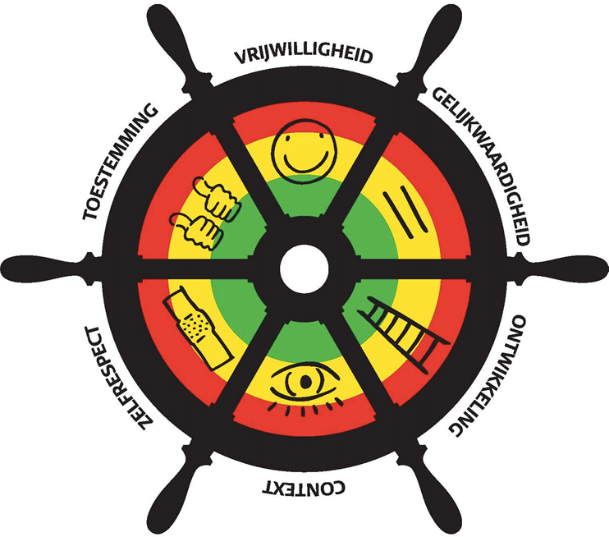 VRIJWILLIGHEID
GELIJKWAARDIGHEID
ONTWIKKELING
CONTEXT
ZELFRESPECT
TOESTEMMING